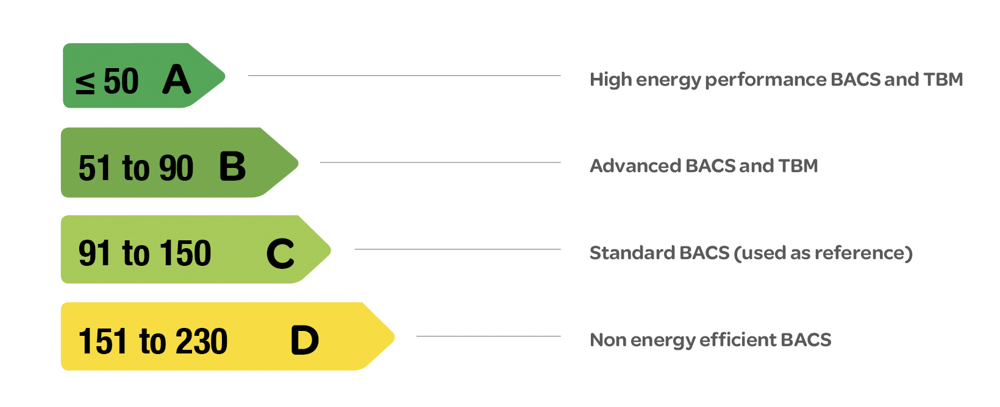 ≤ 50 A High energy performance BACS and TBM
51 to 90 B Advanced BACS and TBM
91 to 150 C Standard BACS (used as reference)
151 to 230 D Non energy efficient BACS